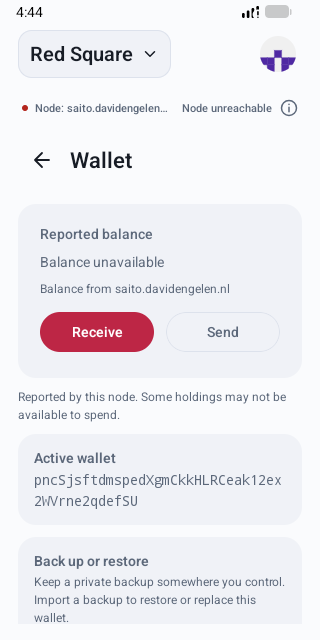 4:44
Red Square
Node: saito.davidengelen... Node unreachable
Wallet
Reported balance
Balance unavailable
Balance from saito.davidengelen.nl
Receive Send
Reported by this node. Some holdings may not be
available to spend.
Active wallet
pncSjsftdmspedXgmCkkHLRCeak12ex
2WVrne2qdefSU
Back up or restore
Keep a private backup somewhere you control.
Import a backup to restore or replace this
wallet.